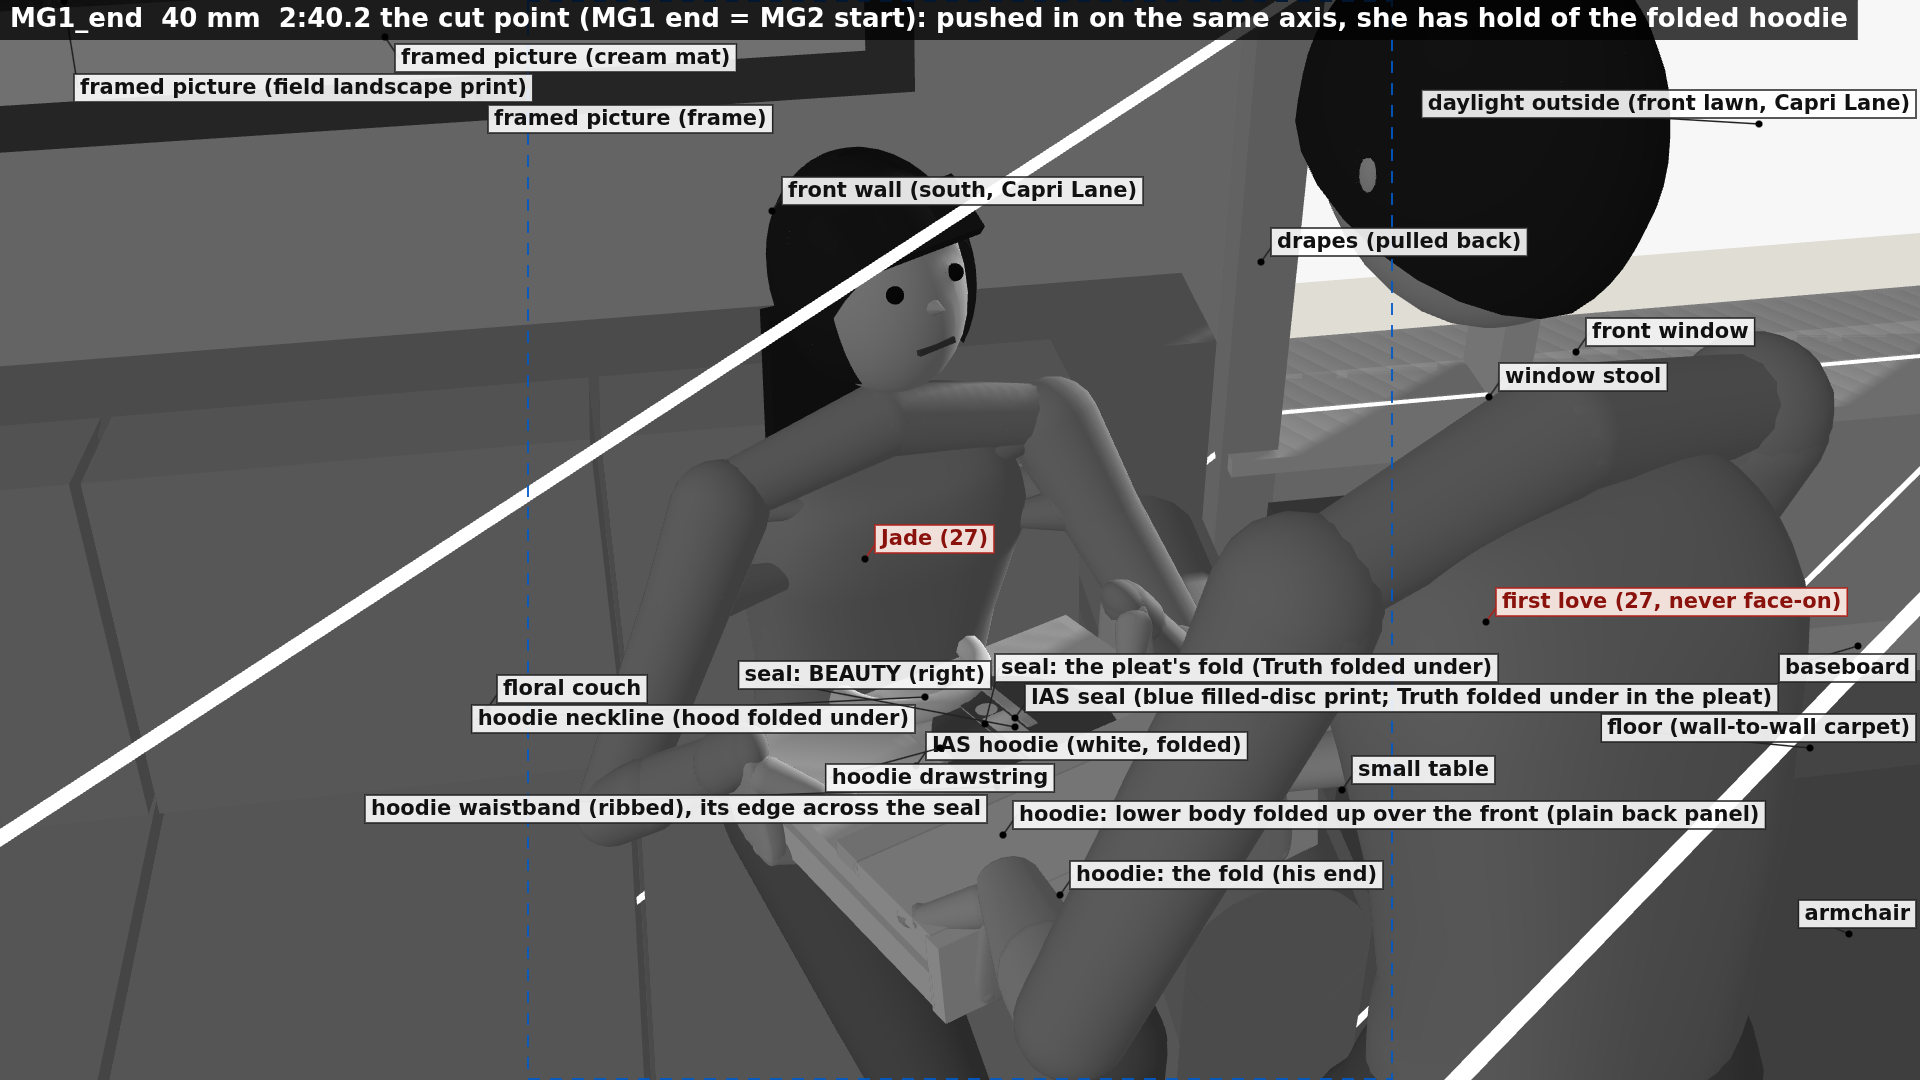 MG1_end 40 mm 2:40.2 the cut point (MG1 end = MG2 start): pushed in on the same axis, she has hold of the folded hoodie
framed picture (cream mat)
framed picture (field landscape print)
framed picture (frame)
daylight outside (front lawn, Capri Lane)
front wall (south, Capri Lane)
drapes (pulled back)
front window
window stool
Jade (27)
first love (27, never face-on)
seal: BEAUTY (right)
seal: the pleat's fold (Truth folded under)
baseboard
floral couch
IAS seal (blue filled-disc print; Truth folded under in the pleat)
hoodie neckline (hood folded under)
floor (wall-to-wall carpet)
IAS hoodie (white, folded)
hoodie drawstring
small table
hoodie waistband (ribbed), its edge across the seal
hoodie: lower body folded up over the front (plain back panel)
hoodie: the fold (his end)
armchair